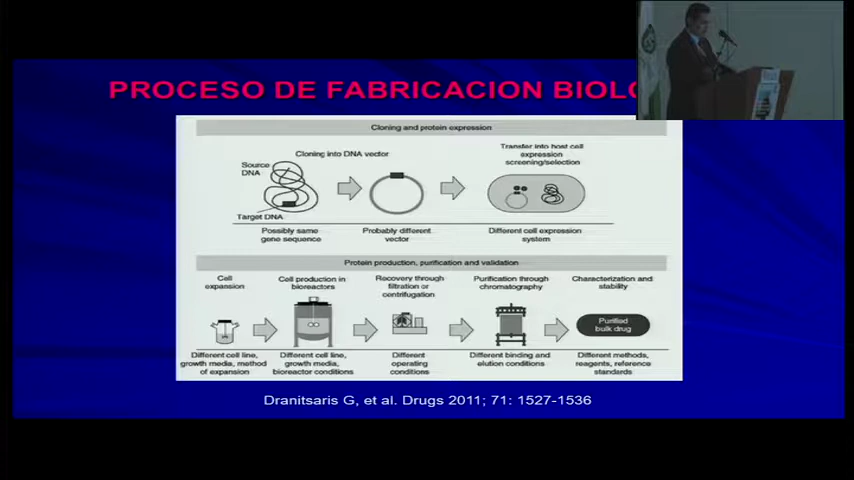 PROCESO DE FABRICACION BIOLO
Cloning and protein expression
Cloning into DNA vector
Transfer into host cell
expression
screening/selection
Source
DNA
Target DNA
Possibly same
gene sequence
Probably different
vector
Different cell expression
system
Protein production, purification and validation
Cell
expansion
Cell production in
bioreactors
Recovery through
filtration or
centrifugation
Purification through
chromatography
Characterization and
stability
Purified
bulk drug
Different cell line,
growth media, method
of expansion
Different cell line,
growth media,
bioreactor conditions
Different
operating
conditions
Different binding and
elution conditions
Different methods,
reagents, reference
standards
Dranitsaris G, et al. Drugs 2011; 71: 1527-1536